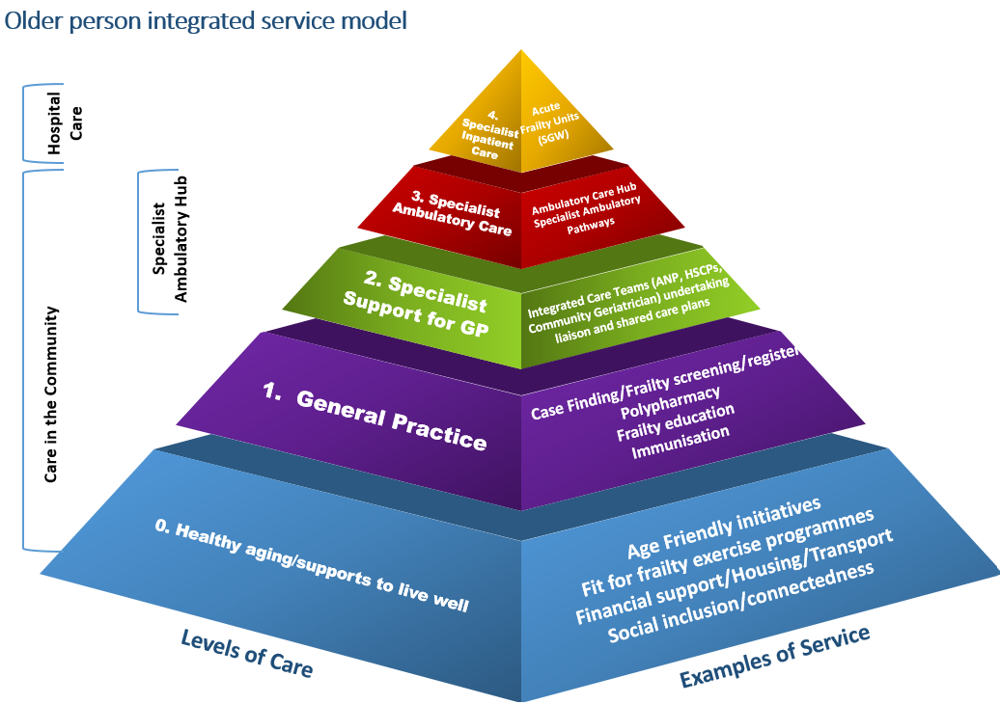 Older person integrated service model
Hospital
Care
Specialist
Ambulatory Hub
Care in the Community
4.
Specialist
Inpatient
Care
Acute
Frailty Units
(SGW)
3. Specialist
Ambulatory Care
Ambulatory Care Hub
Specialist Ambulatory
Pathways
2. Specialist
Support for GP
Integrated Care Teams (ANP, HSCPs,
Community Geriatrician) undertaking
liaison and shared care plans
1. General Practice
Case Finding/Frailty screening/register
Polypharmacy
Frailty education
Immunisation
0. Healthy aging/supports to live well
Age Friendly initiatives
Fit for frailty exercise programmes
Financial support/Housing/Transport
Social inclusion/connectedness
Levels of Care
Examples of Service